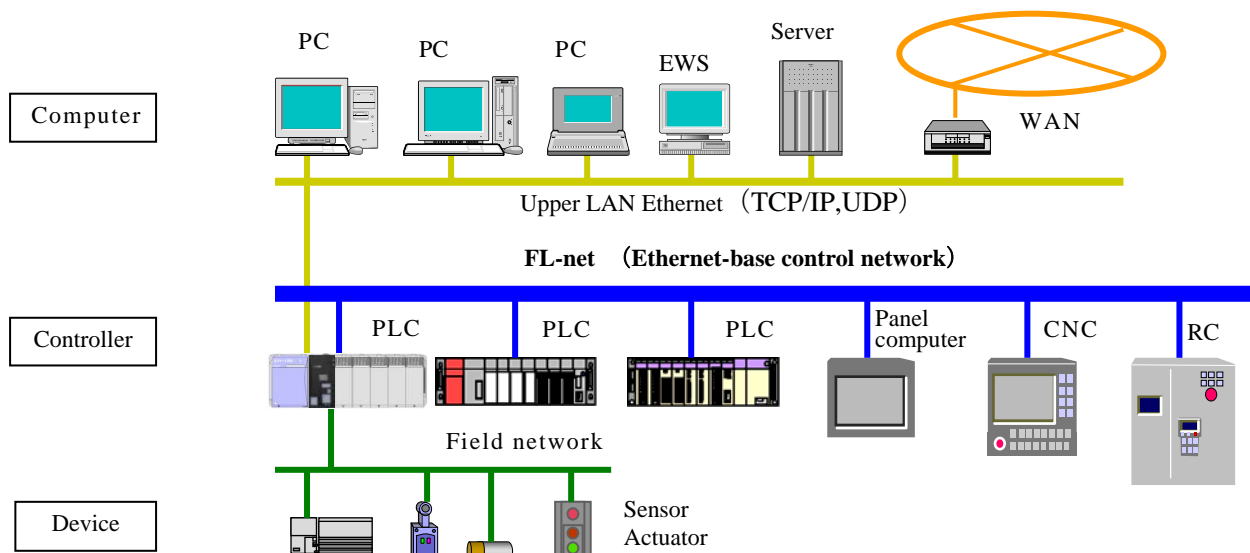 PC
PC
PC
EWS
Server
WAN
Computer
Upper LAN Ethernet （TCP/IP,UDP）
FL-net （Ethernet-base control network）
Controller
PLC
PLC
PLC
Panel
computer
CNC
RC
Field network
Device
Sensor
Actuator